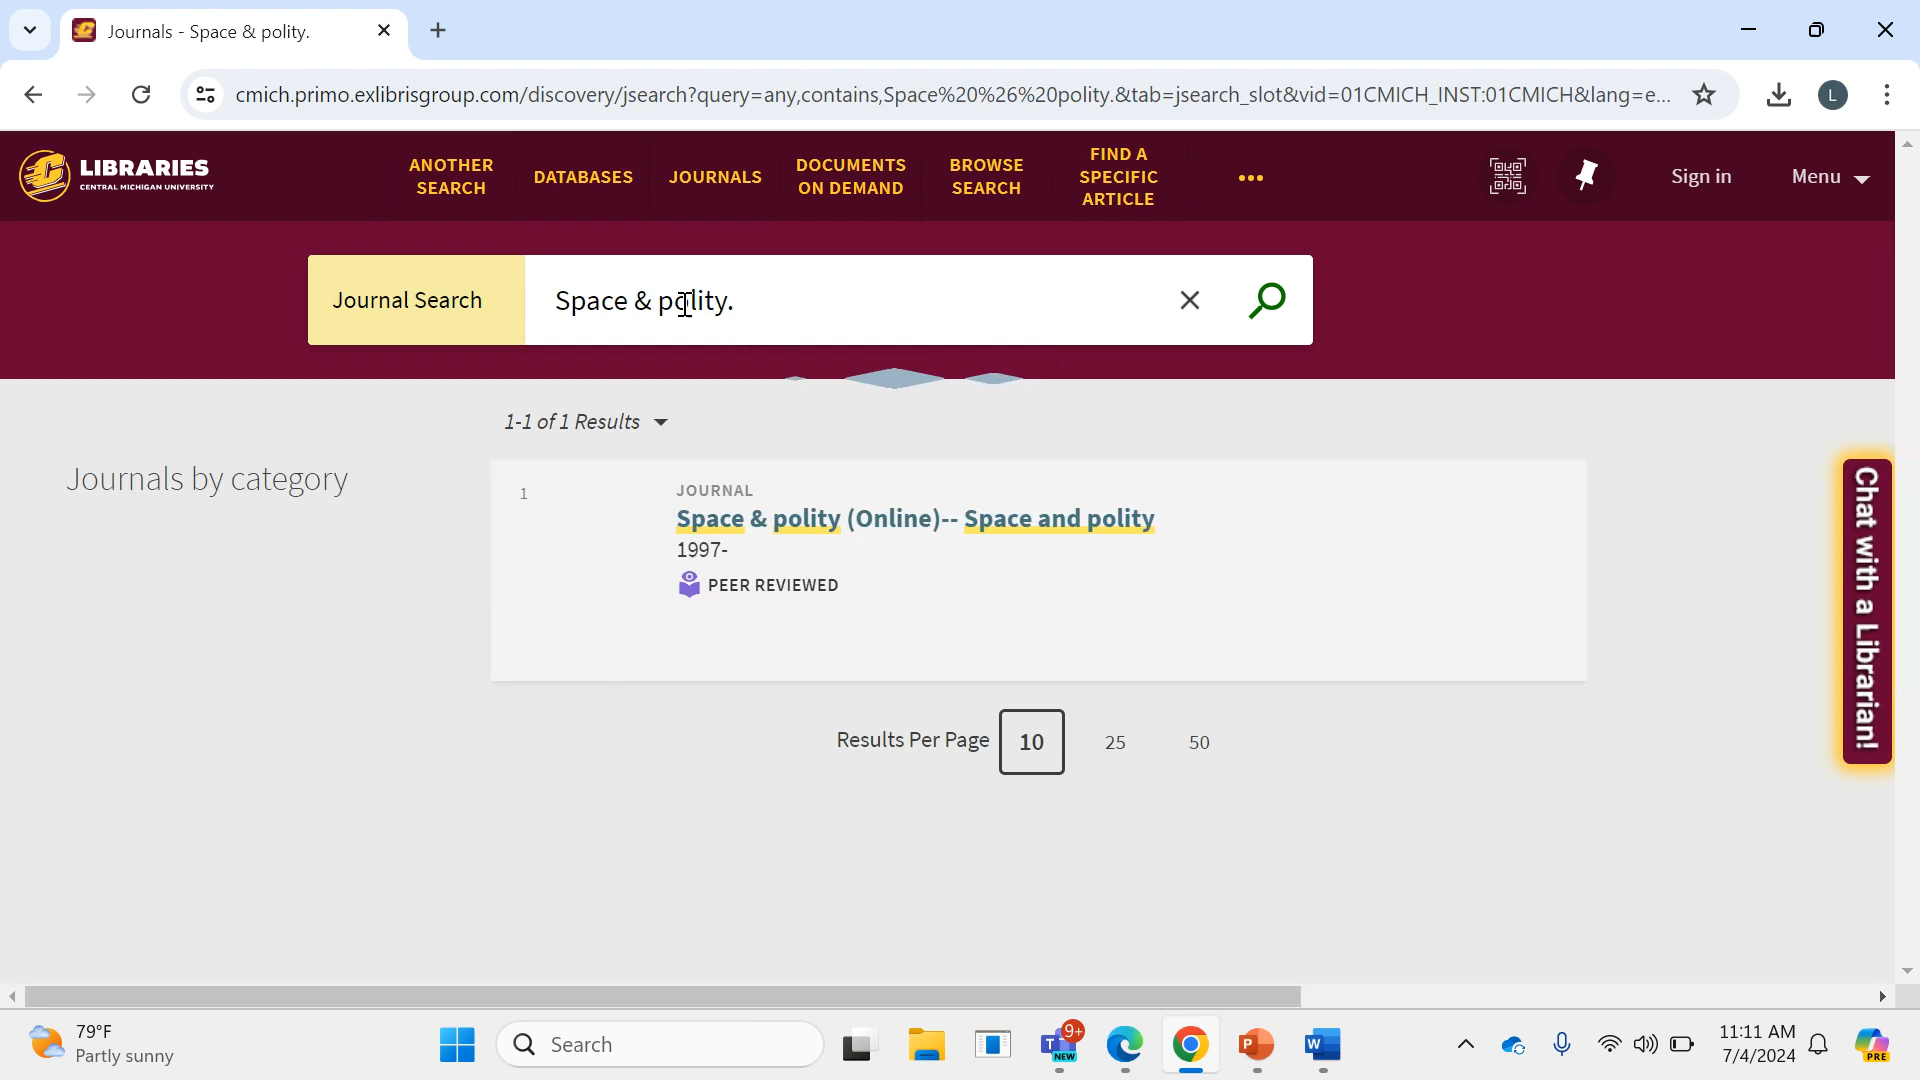 Journals - Space & polity.
cmich.primo.exlibrisgroup.com/discovery/jsearch?query=any,contains,Space%20%26%20polity.&tab=jsearch_slot&vid=01CMICH_INST:01CMICH&lang=e...
L
LIBRARIES
CENTRAL MICHIGAN UNIVERSITY
ANOTHER
SEARCH
DATABASES
JOURNALS
DOCUMENTS
ON DEMAND
BROWSE
SEARCH
FIND A
SPECIFIC
ARTICLE
Sign in
Menu
Journal Search
Space & polity.
1-1 of 1 Results
Journals by category
1
JOURNAL
Space & polity (Online)-- Space and polity
1997-
PEER REVIEWED
Chat with a Librarian!
Results Per Page 10 25 50
79°F
Partly sunny
Search
9+
T
NEW
P
W
11:11 AM
7/4/2024
PRE